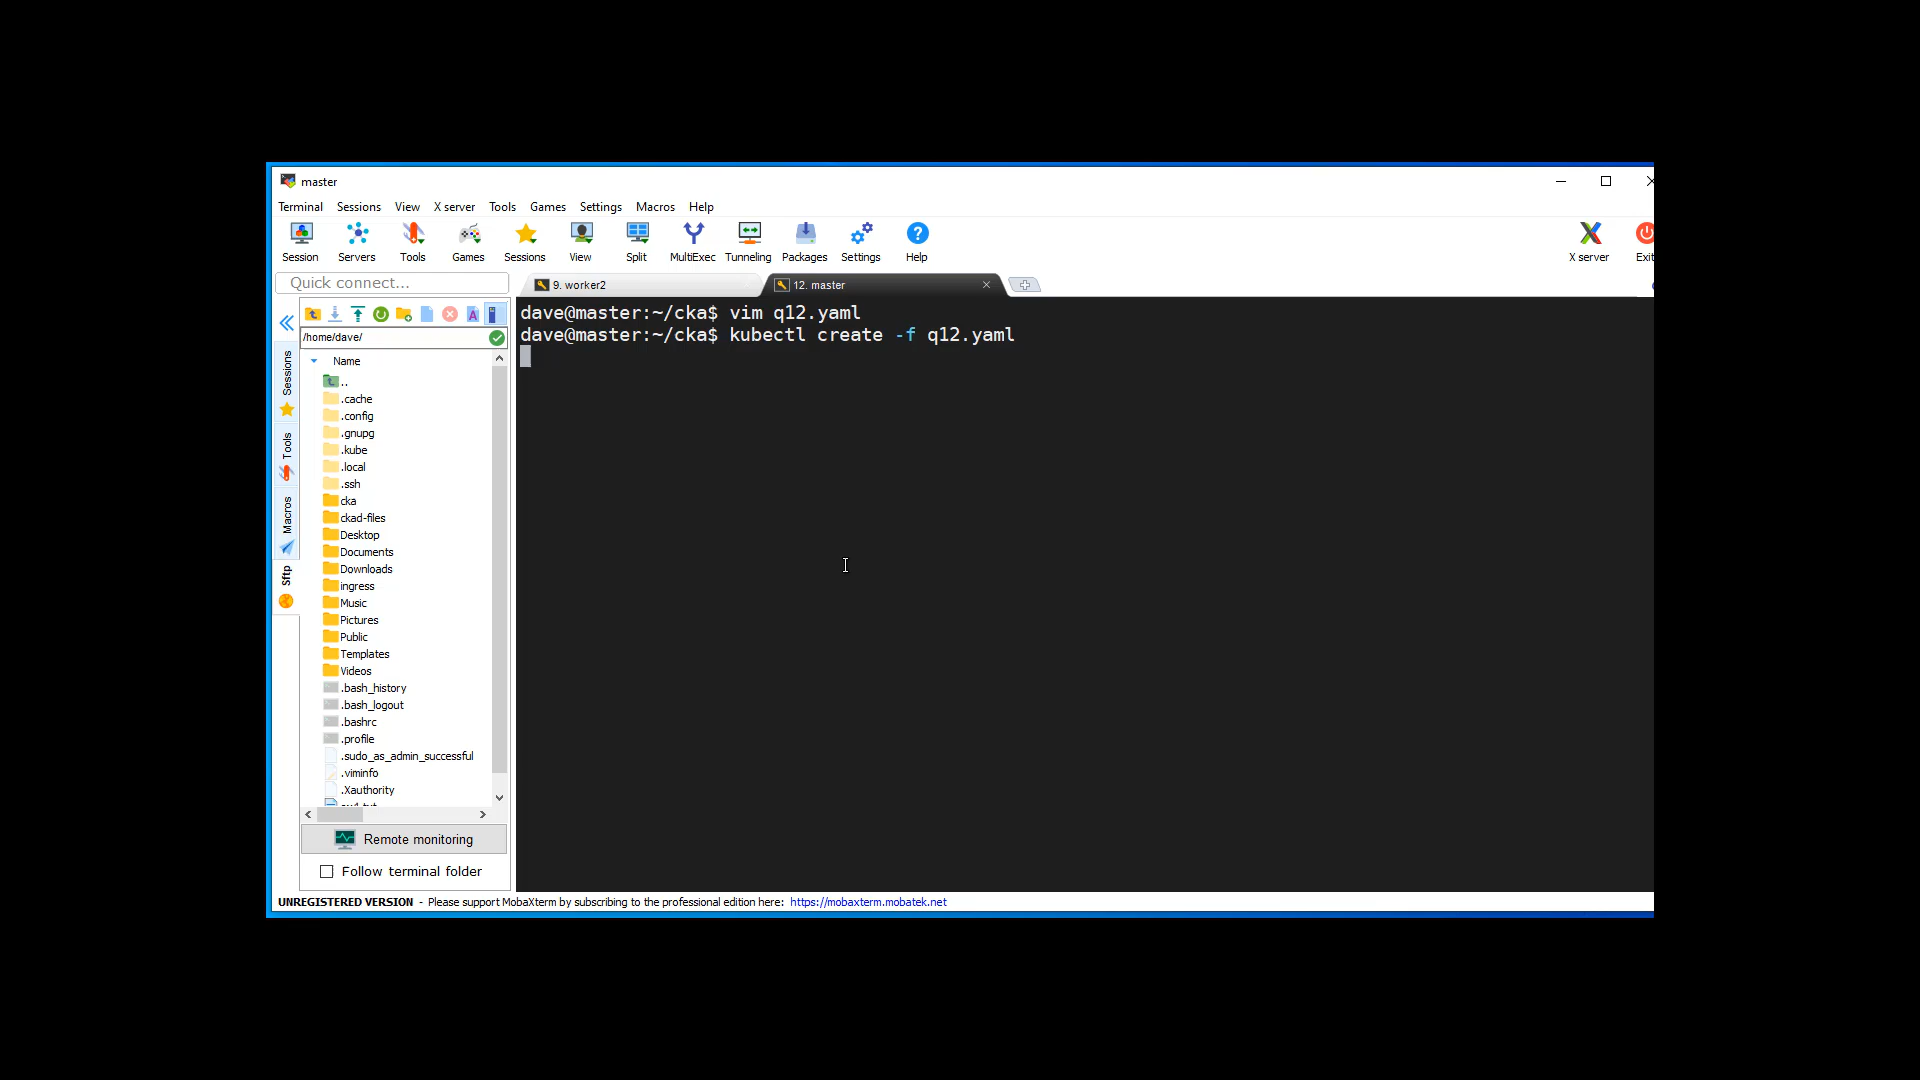 master
Terminal Sessions View X server Tools Games Settings Macros Help
Session Servers Tools Games Sessions View Split MultiExec Tunneling Packages Settings Help X server Exit
Quick connect...
9. worker2
12. master
/home/dave/
Name
..
.cache
.config
.gnupg
.kube
.local
.ssh
cka
ckad-files
Desktop
Documents
Downloads
ingress
Music
Pictures
Public
Templates
Videos
.bash_history
.bash_logout
.bashrc
.profile
.sudo_as_admin_successful
.viminfo
.Xauthority
Sessions
Tools
Macros
Sftp
Remote monitoring
Follow terminal folder
dave@master:~/cka$ vim q12.yaml
dave@master:~/cka$ kubectl create -f q12.yaml
UNREGISTERED VERSION - Please support MobaXterm by subscribing to the professional edition here: https://mobaxterm.mobatek.net